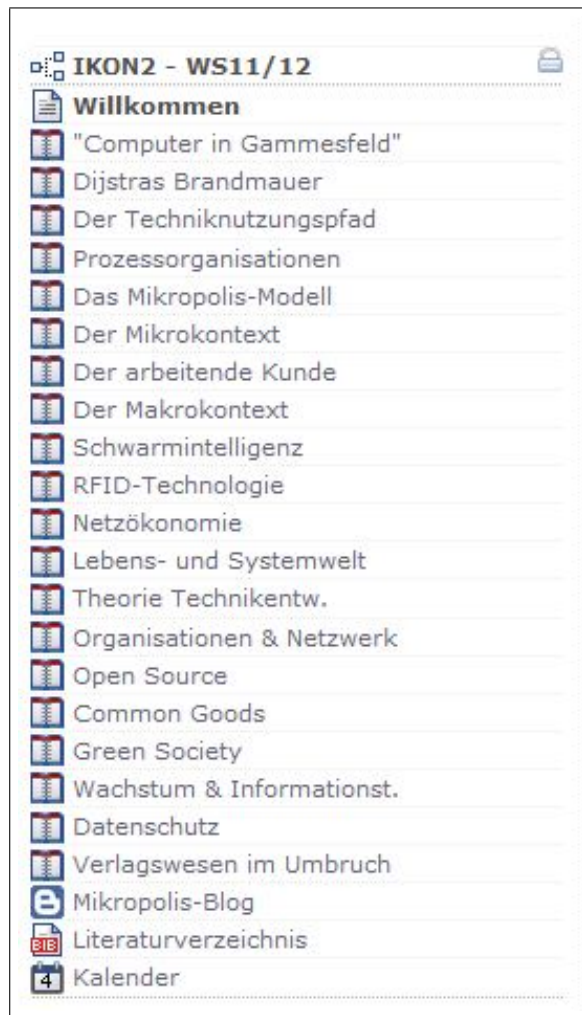 IKON2 - WS11/12
Willkommen
"Computer in Gammesfeld"
Dijstras Brandmauer
Der Techniknutzungspfad
Prozessorganisationen
Das Mikropolis-Modell
Der Mikrokontext
Der arbeitende Kunde
Der Makrokontext
Schwarmintelligenz
RFID-Technologie
Netzökonomie
Lebens- und Systemwelt
Theorie Technikentw.
Organisationen & Netzwerk
Open Source
Common Goods
Green Society
Wachstum & Informationst.
Datenschutz
Verlagswesen im Umbruch
Mikropolis-Blog
BIB Literaturverzeichnis
4 Kalender